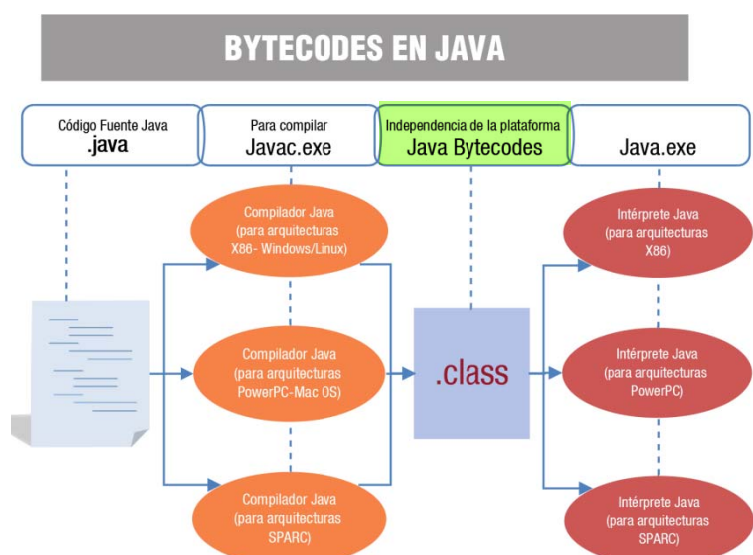 BYTECODES EN JAVA
Código Fuente Java
.java
Para compilar
Javac.exe
Independencia de la plataforma
Java Bytecodes
Java.exe
Compilador Java
(para arquitecturas
X86- Windows/Linux)
Compilador Java
(para arquitecturas
PowerPC-Mac OS)
Compilador Java
(para arquitecturas
SPARC)
.class
Intérprete Java
(para arquitecturas
X86)
Intérprete Java
(para arquitecturas
PowerPC)
Intérprete Java
(para arquitecturas
SPARC)